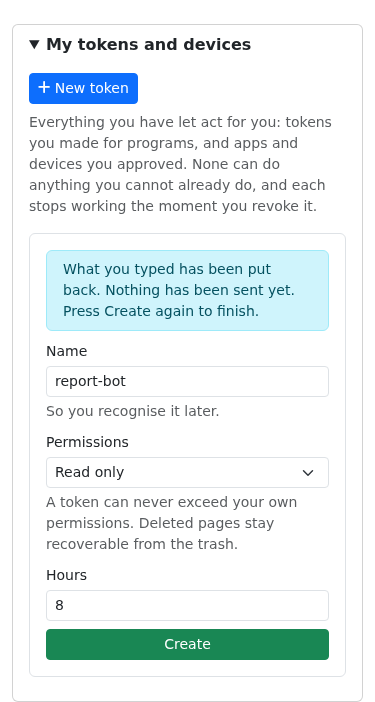 ▼ My tokens and devices
+ New token
Everything you have let act for you: tokens
you made for programs, and apps and
devices you approved. None can do
anything you cannot already do, and each
stops working the moment you revoke it.
What you typed has been put
back. Nothing has been sent yet.
Press Create again to finish.
Name
report-bot
So you recognise it later.
Permissions
Read only
A token can never exceed your own
permissions. Deleted pages stay
recoverable from the trash.
Hours
8
Create